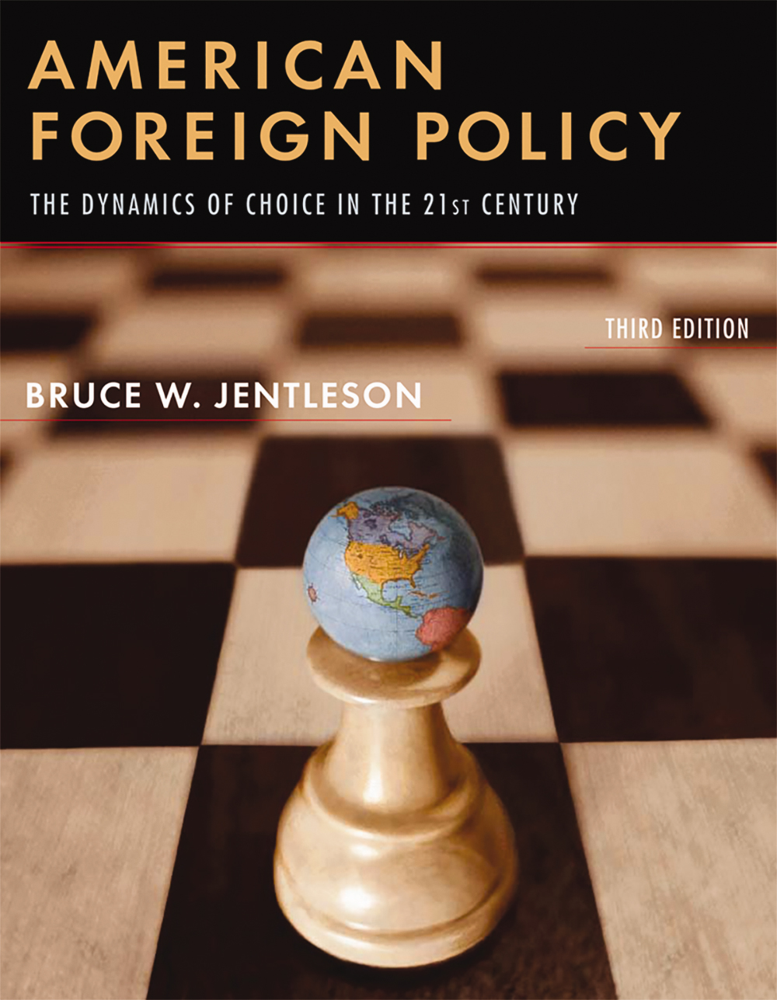 AMERICAN
FOREIGN POLICY
THE DYNAMICS OF CHOICE IN THE 21ST CENTURY
THIRD EDITION
BRUCE W. JENTLESON